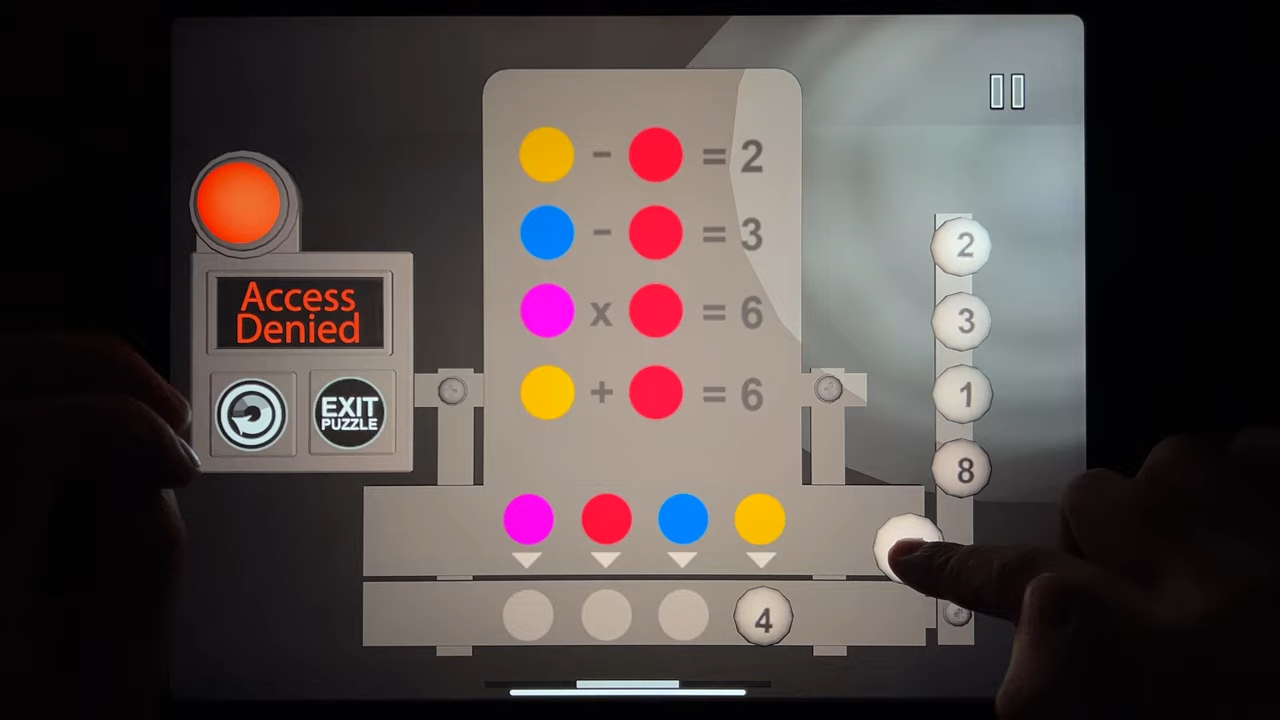 - = 2
- = 3
x = 6
+ = 6
Access
Denied
EXIT
PUZZLE
2
3
1
8
4